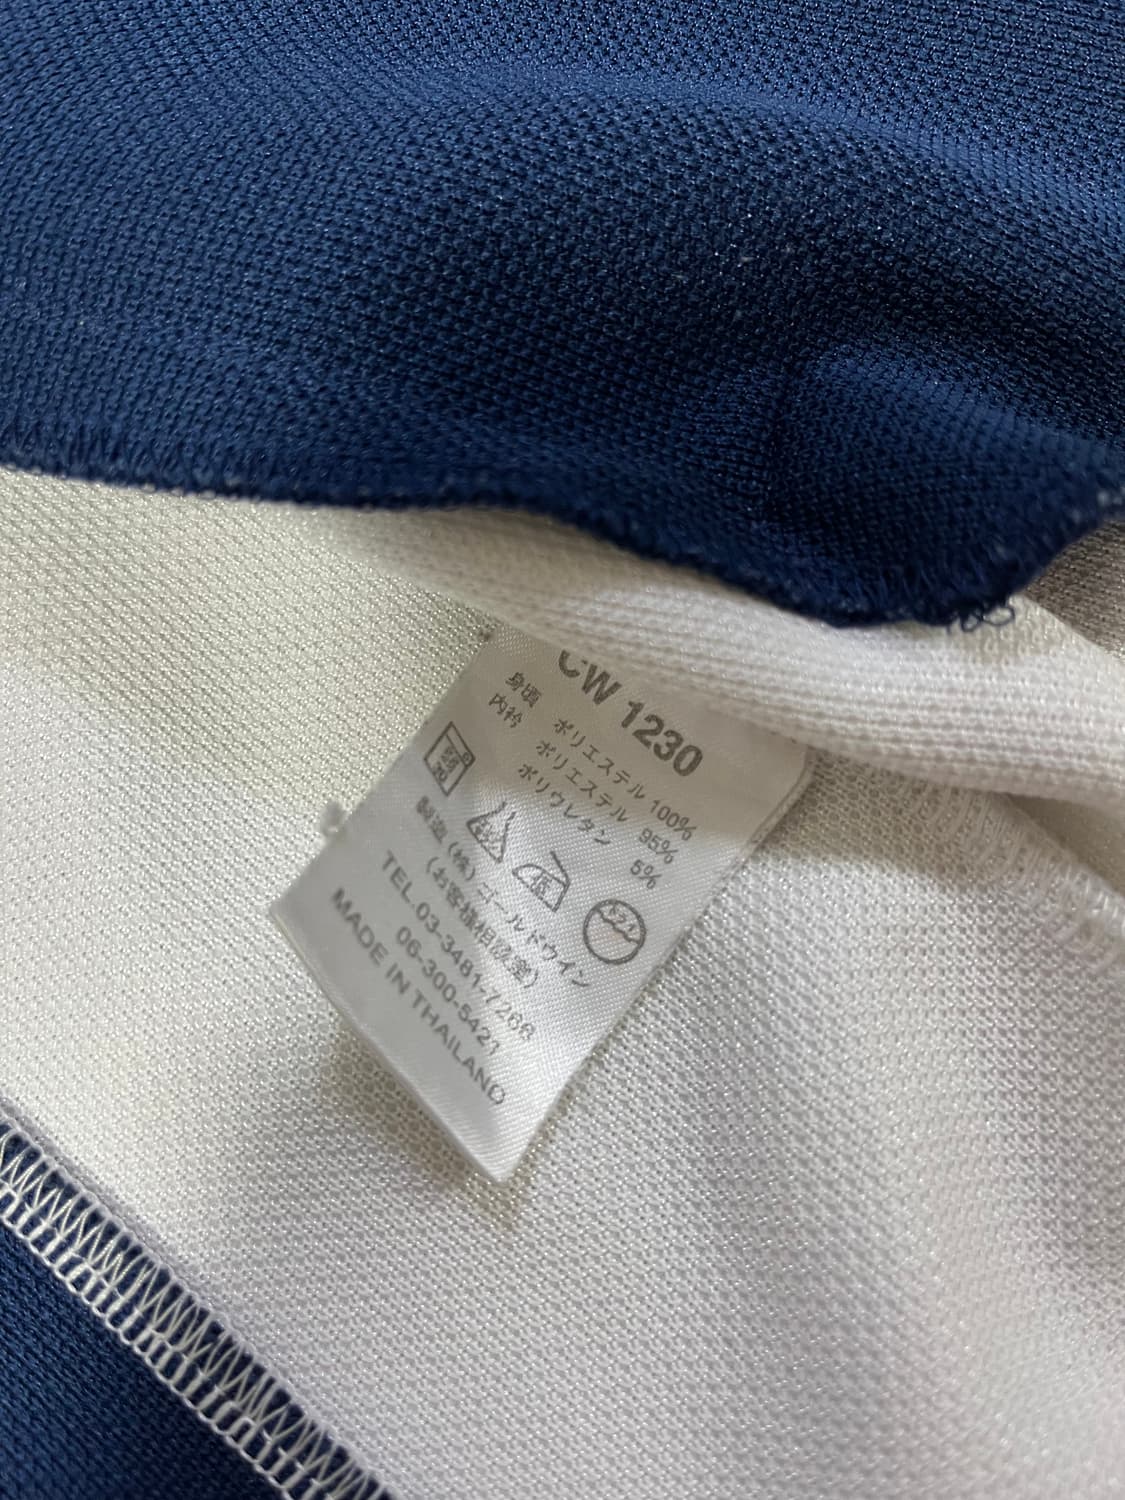 CW 1230
身頃 ポリエステル 100%
内衿 ポリエステル 95%
ポリウレタン 5%
製造 (株) ゴールドウイン
(お客様相談室)
TEL.03-3481-7268
06-300-5421
MADE IN THAILAND